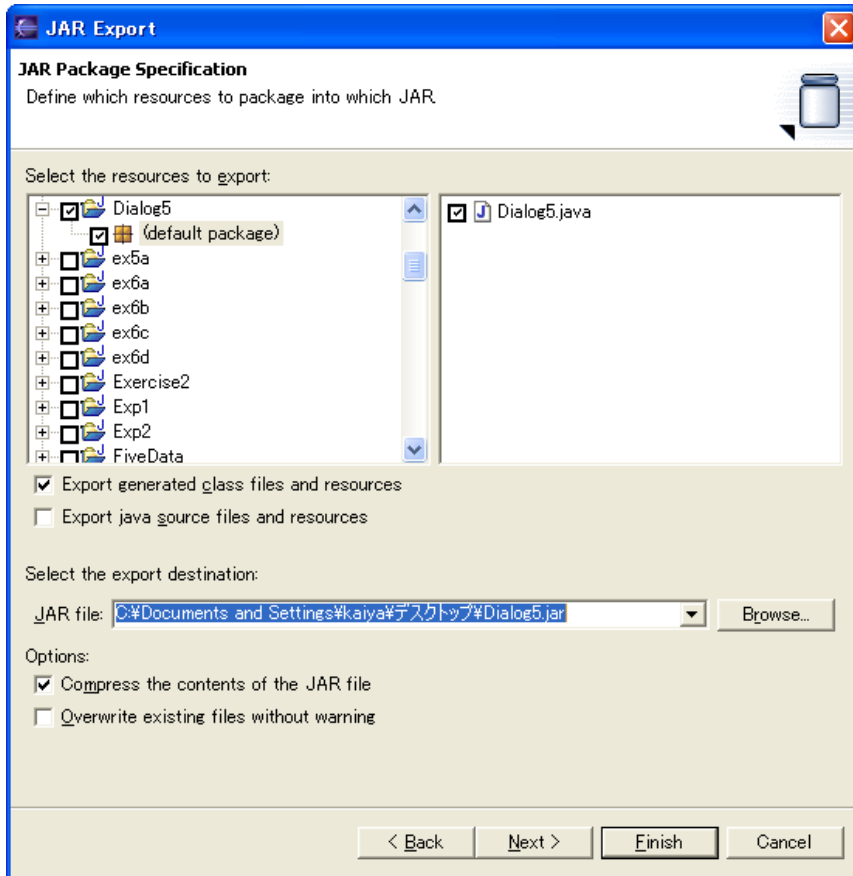 JAR Export
JAR Package Specification
Define which resources to package into which JAR.
Select the resources to export:
Dialog5
(default package)
ex5a
ex6a
ex6b
ex6c
ex6d
Exercise2
Exp1
Exp2
FiveData
Dialog5.java
Export generated class files and resources
Export java source files and resources
Select the export destination:
JAR file: C:¥Documents and Settings¥kaiya¥デスクトップ¥Dialog5.jar Browse...
Options:
Compress the contents of the JAR file
Overwrite existing files without warning
< Back Next > Finish Cancel